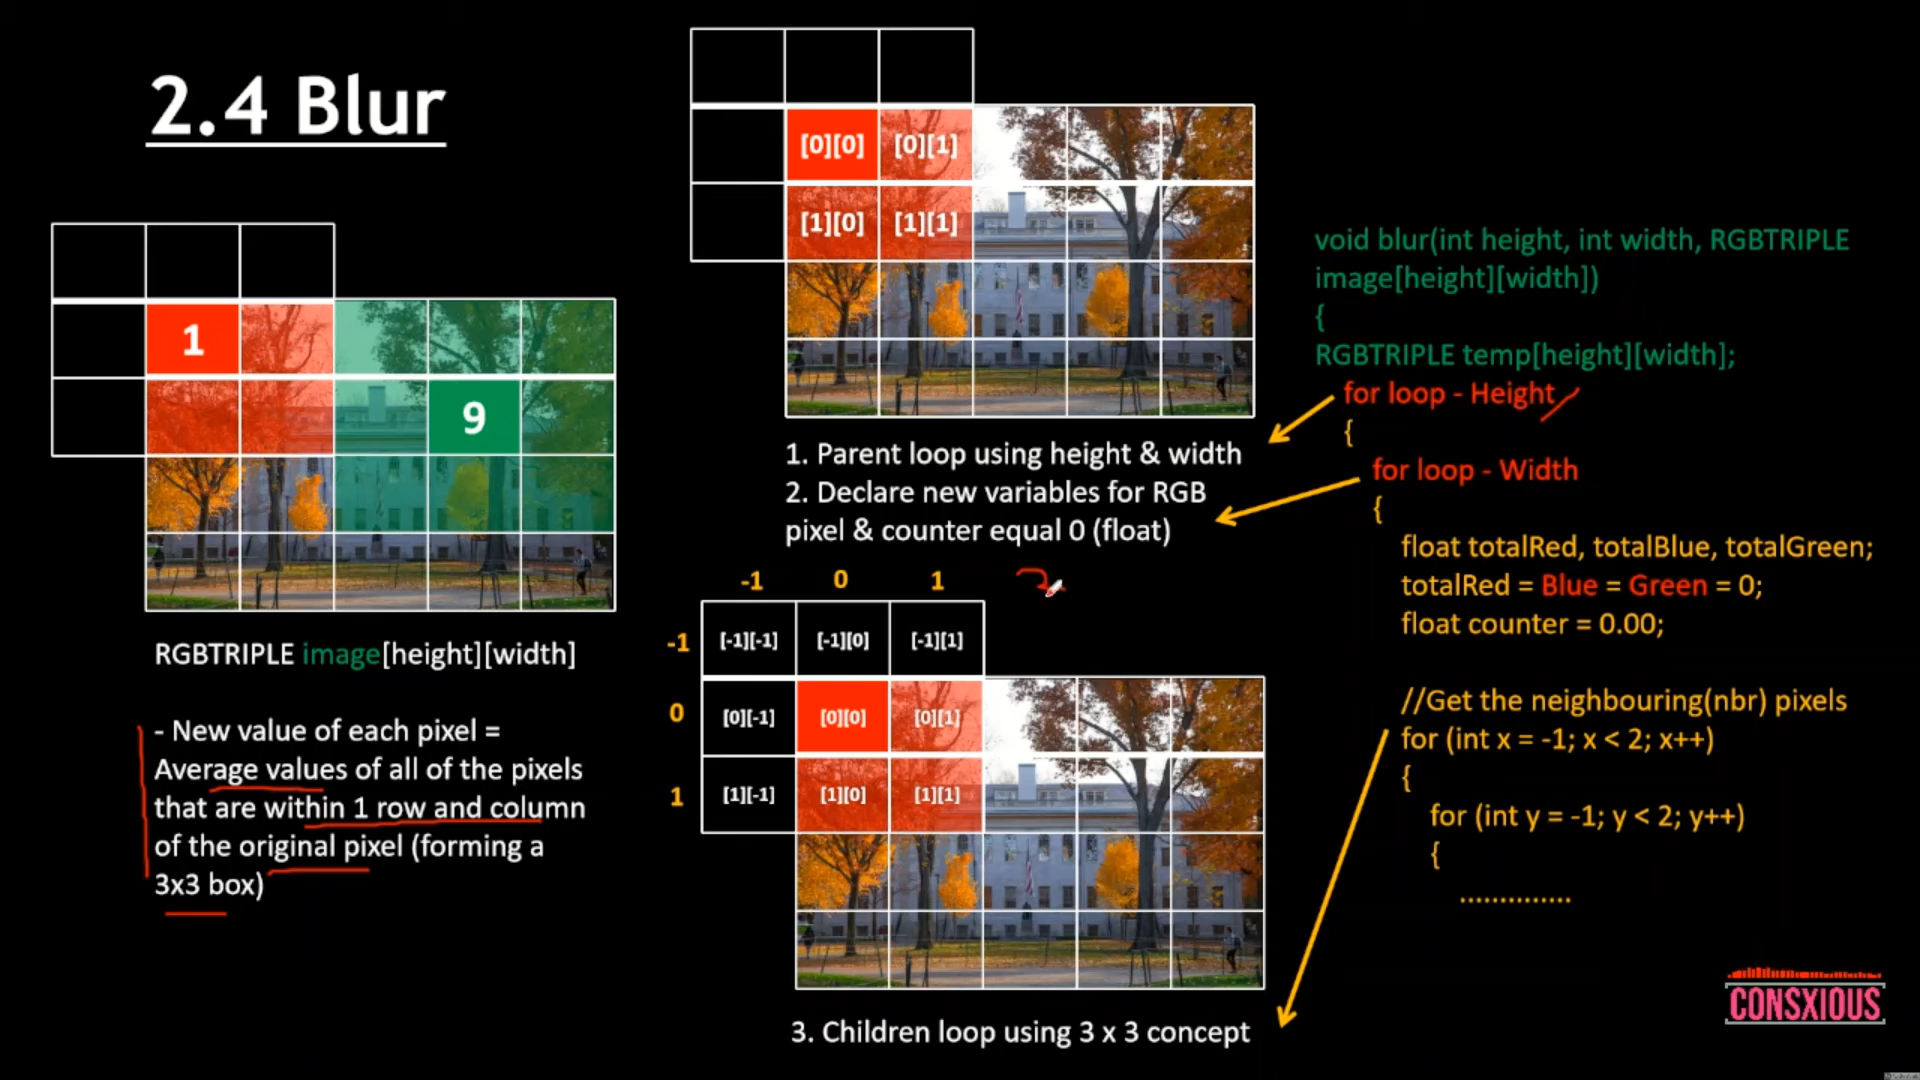 2.4 Blur
1
9
RGBTRIPLE image[height][width]
- New value of each pixel =
Average values of all of the pixels
that are within 1 row and column
of the original pixel (forming a
3x3 box)
[0][0] [0][1]
[1][0] [1][1]
1. Parent loop using height & width
2. Declare new variables for RGB
pixel & counter equal 0 (float)
-1 0 1
-1 [-1][-1] [-1][0] [-1][1]
0 [0][-1] [0][0] [0][1]
1 [1][-1] [1][0] [1][1]
3. Children loop using 3 x 3 concept
void blur(int height, int width, RGBTRIPLE
image[height][width])
{
RGBTRIPLE temp[height][width];
for loop - Height
{
for loop - Width
{
float totalRed, totalBlue, totalGreen;
totalRed = Blue = Green = 0;
float counter = 0.00;
//Get the neighbouring(nbr) pixels
for (int x = -1; x < 2; x++)
{
for (int y = -1; y < 2; y++)
{
..............
CONSXIOUS